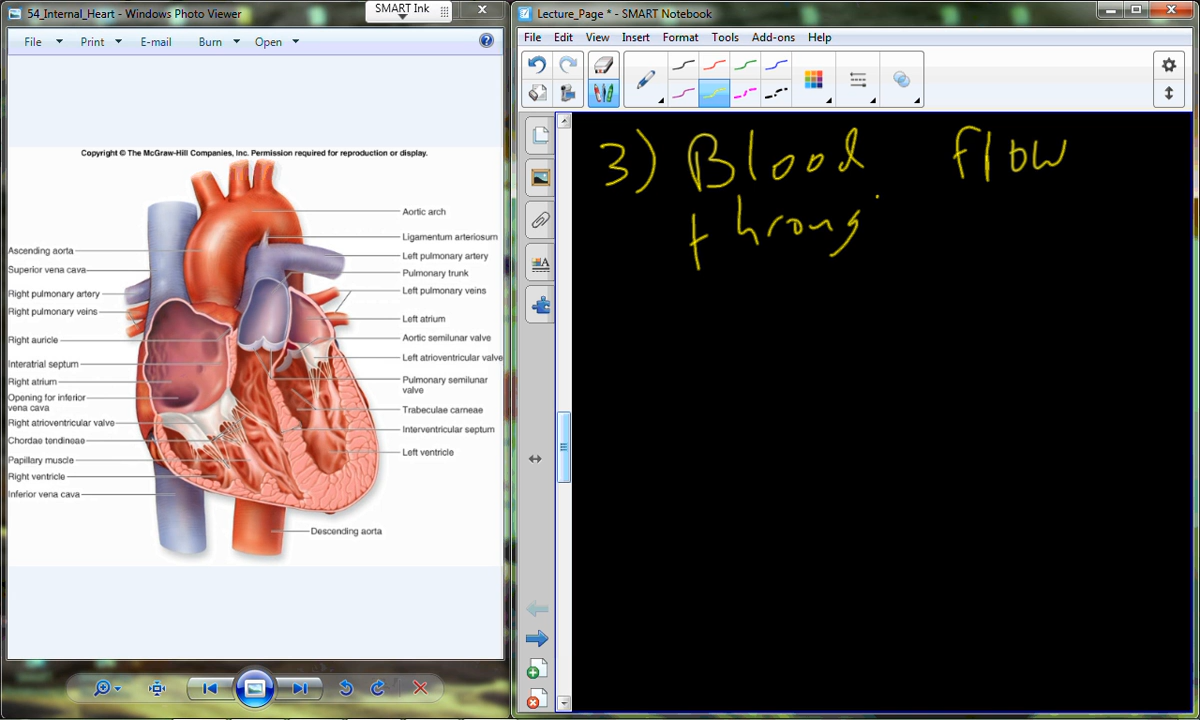 54_Internal_Heart - Windows Photo Viewer
SMART Ink
File Print E-mail Burn Open
Copyright © The McGraw-Hill Companies, Inc. Permission required for reproduction or display.
Ascending aorta
Superior vena cava
Right pulmonary artery
Right pulmonary veins
Right auricle
Interatrial septum
Right atrium
Opening for inferior
vena cava
Right atrioventricular valve
Chordae tendineae
Papillary muscle
Right ventricle
Inferior vena cava
Aortic arch
Ligamentum arteriosum
Left pulmonary artery
Pulmonary trunk
Left pulmonary veins
Left atrium
Aortic semilunar valve
Left atrioventricular valve
Pulmonary semilunar
valve
Trabeculae carneae
Interventricular septum
Left ventricle
Descending aorta
Lecture_Page * - SMART Notebook
File Edit View Insert Format Tools Add-ons Help
3) Blood flow
throug